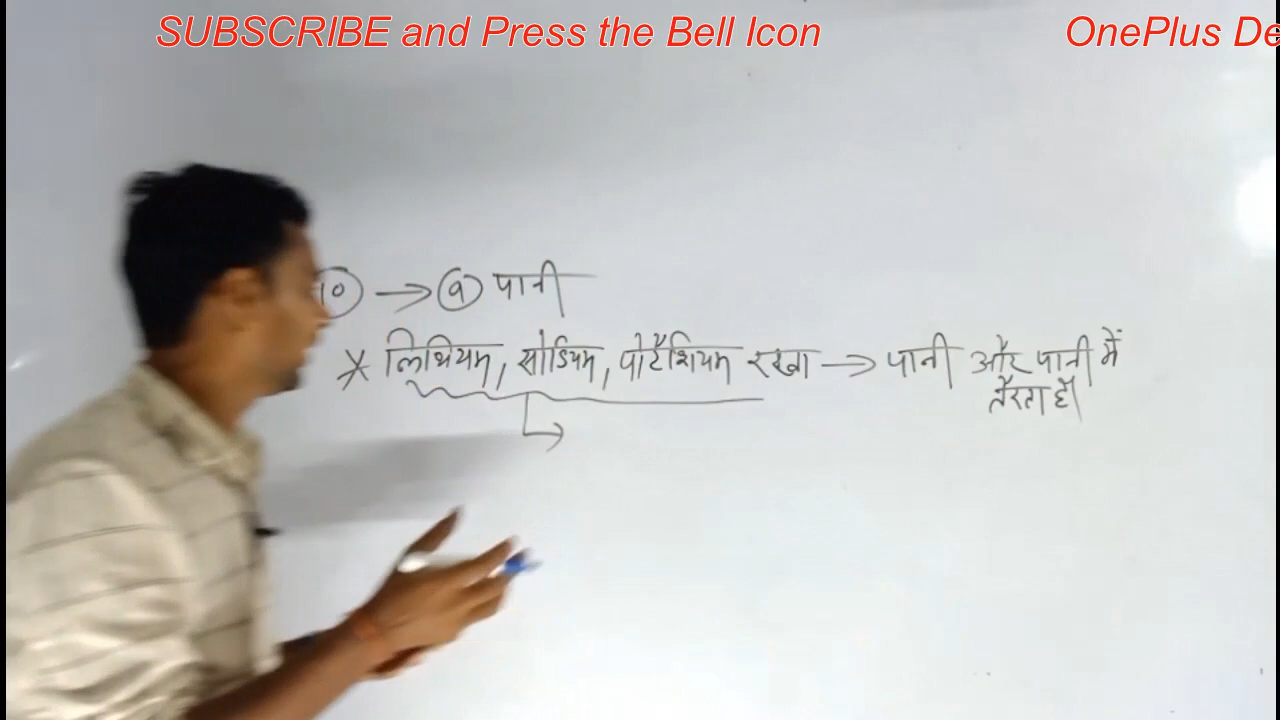 SUBSCRIBE and Press the Bell Icon OnePlus De
10 → a पानी
* लिथियम, सोडियम, पोटैशियम रखा → पानी और पानी में
तैरता है।